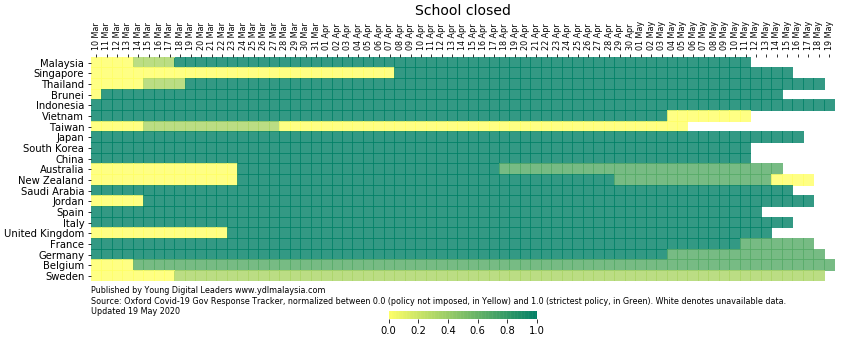 School closed
10 Mar
11 Mar
12 Mar
13 Mar
14 Mar
15 Mar
16 Mar
17 Mar
18 Mar
19 Mar
20 Mar
21 Mar
22 Mar
23 Mar
24 Mar
25 Mar
26 Mar
27 Mar
28 Mar
29 Mar
30 Mar
31 Mar
01 Apr
02 Apr
03 Apr
04 Apr
05 Apr
06 Apr
07 Apr
08 Apr
09 Apr
10 Apr
11 Apr
12 Apr
13 Apr
14 Apr
15 Apr
16 Apr
17 Apr
18 Apr
19 Apr
20 Apr
21 Apr
22 Apr
23 Apr
24 Apr
25 Apr
26 Apr
27 Apr
28 Apr
29 Apr
30 Apr
01 May
02 May
03 May
04 May
05 May
06 May
07 May
08 May
09 May
10 May
11 May
12 May
13 May
14 May
15 May
16 May
17 May
18 May
19 May
Malaysia
Singapore
Thailand
Brunei
Indonesia
Vietnam
Taiwan
Japan
South Korea
China
Australia
New Zealand
Saudi Arabia
Jordan
Spain
Italy
United Kingdom
France
Germany
Belgium
Sweden
Published by Young Digital Leaders www.ydlmalaysia.com
Source: Oxford Covid-19 Gov Response Tracker, normalized between 0.0 (policy not imposed, in Yellow) and 1.0 (strictest policy, in Green). White denotes unavailable data.
Updated 19 May 2020
0.0 0.2 0.4 0.6 0.8 1.0